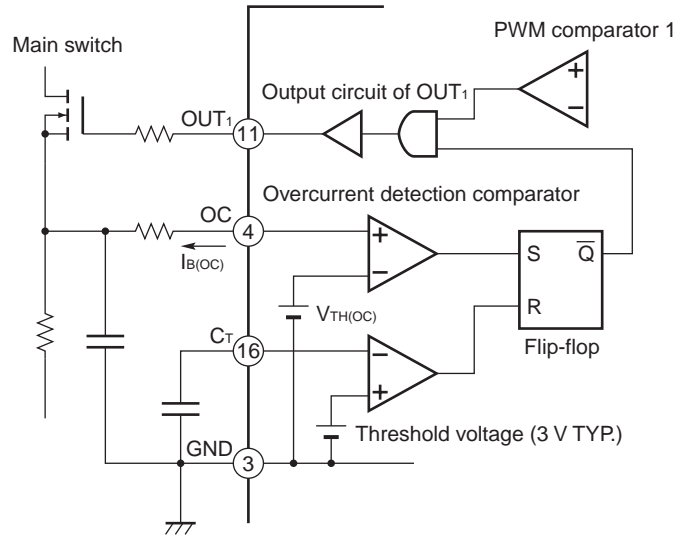 PWM comparator 1
Main switch
Output circuit of OUT1
OUT1
11
+
−
Overcurrent detection comparator
OC
4
IB(OC)
+
−
S
Q̅
R
Flip-flop
VTH(OC)
CT
16
−
+
Threshold voltage (3 V TYP.)
GND
3